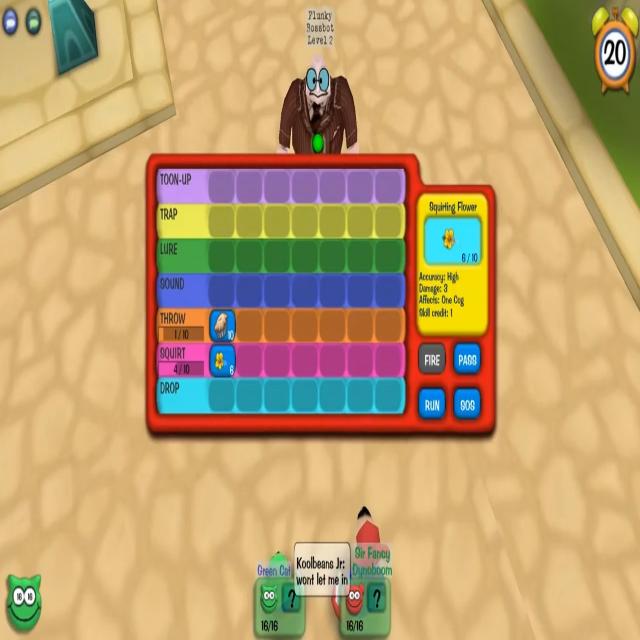 Flunky
Bossbot
Level 2
20
TOON-UP
TRAP
LURE
SOUND
THROW
1 / 10
10
SQUIRT
4 / 10
6
DROP
Squirting Flower
6 / 10
Accuracy: High
Damage: 3
Affects: One Cog
Skill credit: 1
FIRE
PASS
RUN
SOS
Green Cat
Koolbeans Jr:
wont let me in
Sir Fancy
Dynoboom
?
?
16/16
16/16
16 16